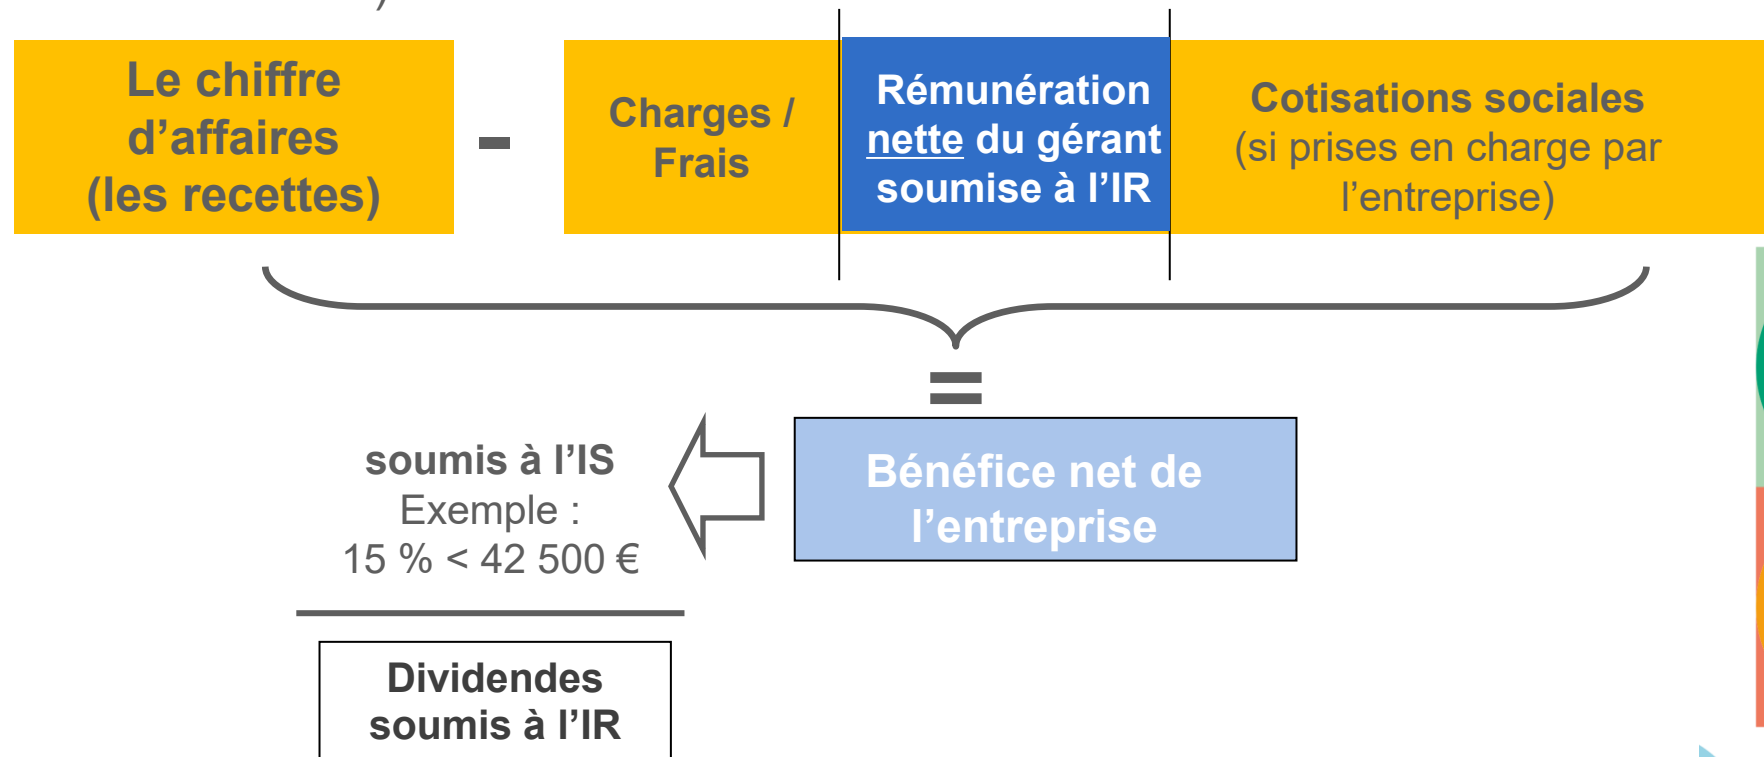 )
Le chiffre
d’affaires
(les recettes)
-
Charges /
Frais
Rémunération
nette du gérant
soumise à l’IR
Cotisations sociales
(si prises en charge par
l’entreprise)
=
soumis à l’IS
Exemple :
15 % < 42 500 €
Bénéfice net de
l’entreprise
Dividendes
soumis à l’IR